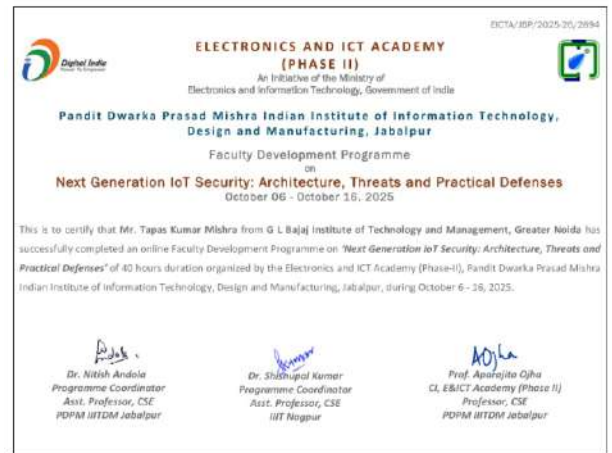 EICTA/JBP/2025-26/2694
Digital India
Power To Empower
ELECTRONICS AND ICT ACADEMY
(PHASE II)
An Initiative of the Ministry of
Electronics and Information Technology, Government of India
Pandit Dwarka Prasad Mishra Indian Institute of Information Technology,
Design and Manufacturing, Jabalpur
Faculty Development Programme
on
Next Generation IoT Security: Architecture, Threats and Practical Defenses
October 06 - October 16, 2025
This is to certify that Mr. Tapas Kumar Mishra from G L Bajaj Institute of Technology and Management, Greater Noida has
successfully completed an online Faculty Development Programme on "Next Generation IoT Security: Architecture, Threats and
Practical Defenses" of 40 hours duration organized by the Electronics and ICT Academy (Phase-II), Pandit Dwarka Prasad Mishra
Indian Institute of Information Technology, Design and Manufacturing, Jabalpur, during October 6 - 16, 2025.
Dr. Nitish Andola
Programme Coordinator
Asst. Professor, CSE
PDPM IIITDM Jabalpur
Dr. Shishupal Kumar
Programme Coordinator
Asst. Professor, CSE
IIIT Nagpur
AOjha
Prof. Aparajita Ojha
CI, E&ICT Academy (Phase II)
Professor, CSE
PDPM IIITDM Jabalpur